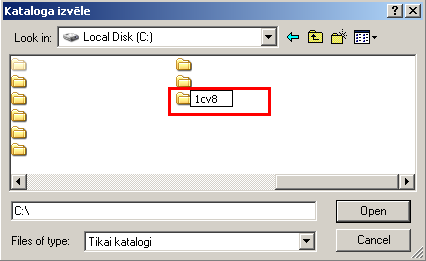 Kataloga izvēle
Look in: Local Disk (C:)
1cv8
C:\
Open
Files of type: Tikai katalogi
Cancel